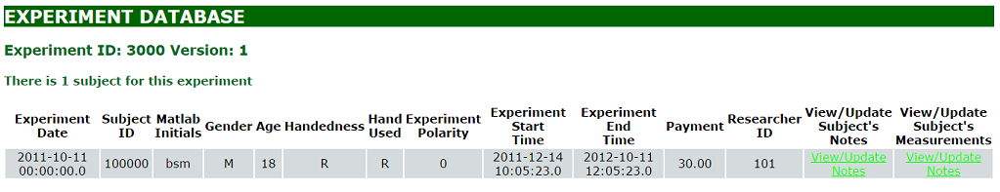 EXPERIMENT DATABASE
Experiment ID: 3000 Version: 1
There is 1 subject for this experiment
Experiment Date Subject ID Matlab Initials Gender Age Handedness Hand Used Experiment Polarity Experiment Start Time Experiment End Time Payment Researcher ID View/Update Subject's Notes View/Update Subject's Measurements
2011-10-11 00:00:00.0 100000 bsm M 18 R R 0 2011-12-14 10:05:23.0 2012-10-11 12:05:23.0 30.00 101 View/Update Notes View/Update Notes